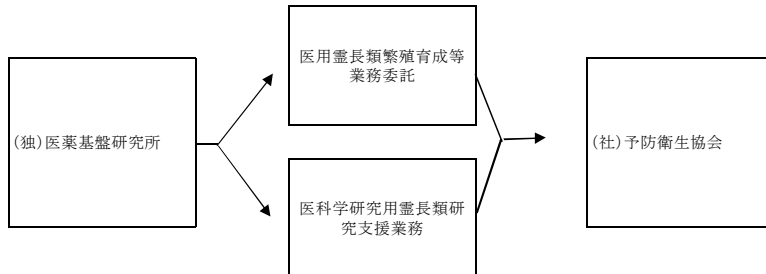 医用霊長類繁殖育成等
業務委託
(独)医薬基盤研究所
(社)予防衛生協会
医科学研究用霊長類研
究支援業務